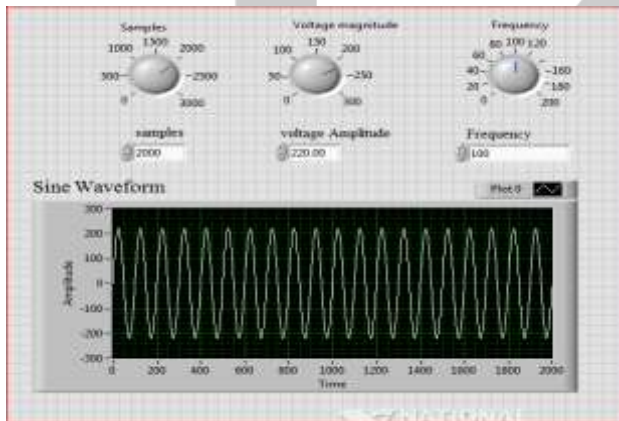 Samples Voltage magnitude Frequency
1000 1500 2000 100 150 200 80 100 120
500 2500 50 250 60
40 160
20 180
0 3000 0 300 0 200
samples voltage Amplitude Frequency
2000 220.00 100
Sine Waveform Plot 0
300
200
100
0
-100
-200
-300
Amplitude
0 200 400 600 800 1000 1200 1400 1600 1800 2000
Time
NATIONAL